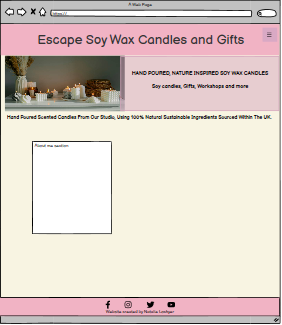 A Web Page
https://
Escape Soy Wax Candles and Gifts
HAND POURED, NATURE INSPIRED SOY WAX CANDLES
Soy candles, Gifts, Workshops and more
Hand Poured Scented Candles From Our Studio, Using 100% Natural Sustainable Ingredients Sourced Within The UK.
About me section
Website created by Natalie